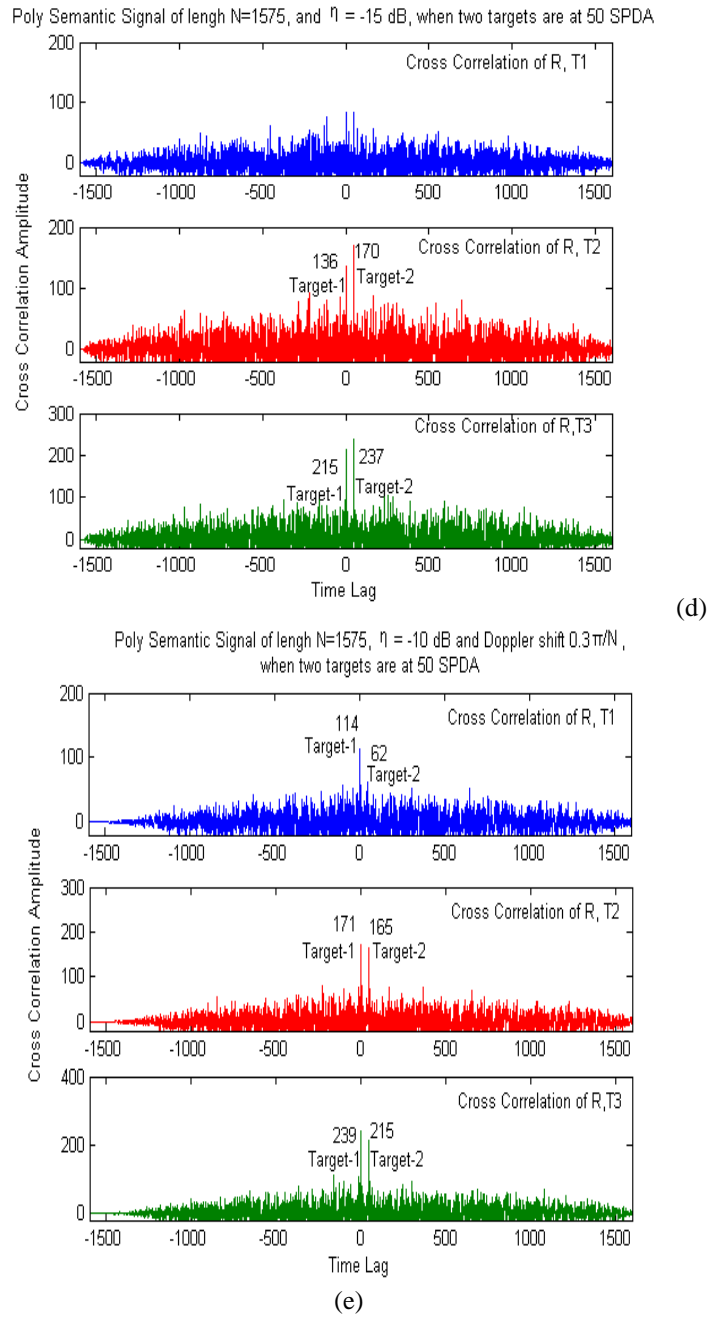 Poly Semantic Signal of lengh N=1575, and η = -15 dB, when two targets are at 50 SPDA
200
Cross Correlation of R, T1
100
0
-1500 -1000 -500 0 500 1000 1500
200
Cross Correlation of R, T2
170
136
Target-1 Target-2
100
0
-1500 -1000 -500 0 500 1000 1500
Cross Correlation Amplitude
300
Cross Correlation of R,T3
200
237
215
Target-1 Target-2
100
0
-1500 -1000 -500 0 500 1000 1500
Time Lag
(d)
Poly Semantic Signal of lengh N=1575, η = -10 dB and Doppler shift 0.3π/N ,
when two targets are at 50 SPDA
200
Cross Correlation of R, T1
114
Target-1
62
Target-2
100
0
-1500 -1000 -500 0 500 1000 1500
300
Cross Correlation of R, T2
200
171 165
Target-1 Target-2
100
0
-1500 -1000 -500 0 500 1000 1500
Cross Correlation Amplitude
400
Cross Correlation of R,T3
239 215
200
Target-1 Target-2
0
-1500 -1000 -500 0 500 1000 1500
Time Lag
(e)